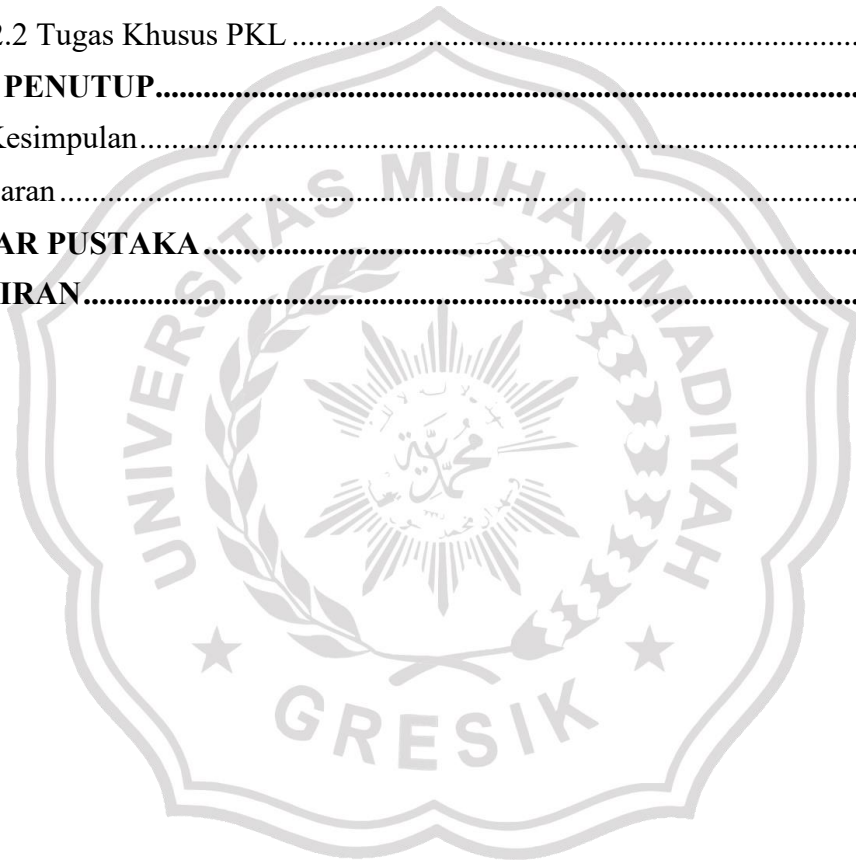 2.2 Tugas Khusus PKL ........................................................................
PENUTUP.........................................................................................
Kesimpulan.........................................................................................
aran ....................................................................................................
AR PUSTAKA...................................................................................
IRAN.................................................................................................
UNIVERSITAS MUHAMMADIYAH
GRESIK